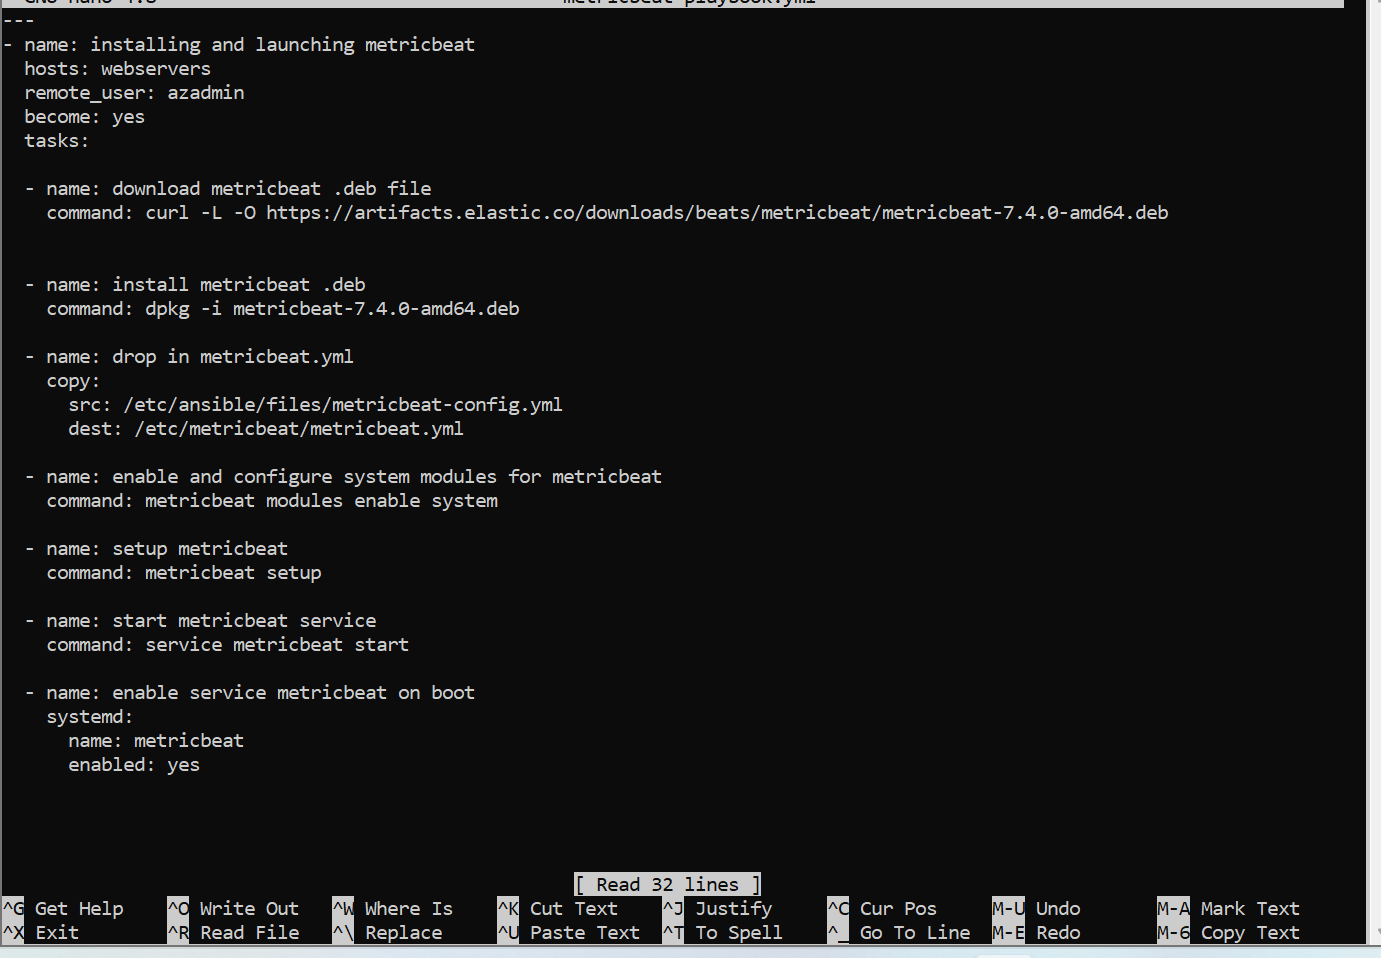 ---
- name: installing and launching metricbeat
  hosts: webservers
  remote_user: azadmin
  become: yes
  tasks:

  - name: download metricbeat .deb file
    command: curl -L -O https://artifacts.elastic.co/downloads/beats/metricbeat/metricbeat-7.4.0-amd64.deb


  - name: install metricbeat .deb
    command: dpkg -i metricbeat-7.4.0-amd64.deb

  - name: drop in metricbeat.yml
    copy:
      src: /etc/ansible/files/metricbeat-config.yml
      dest: /etc/metricbeat/metricbeat.yml

  - name: enable and configure system modules for metricbeat
    command: metricbeat modules enable system

  - name: setup metricbeat
    command: metricbeat setup

  - name: start metricbeat service
    command: service metricbeat start

  - name: enable service metricbeat on boot
    systemd:
      name: metricbeat
      enabled: yes

[ Read 32 lines ]
^G Get Help ^O Write Out ^W Where Is ^K Cut Text ^J Justify ^C Cur Pos M-U Undo M-A Mark Text
^X Exit ^R Read File ^\ Replace ^U Paste Text ^T To Spell ^_ Go To Line M-E Redo M-6 Copy Text